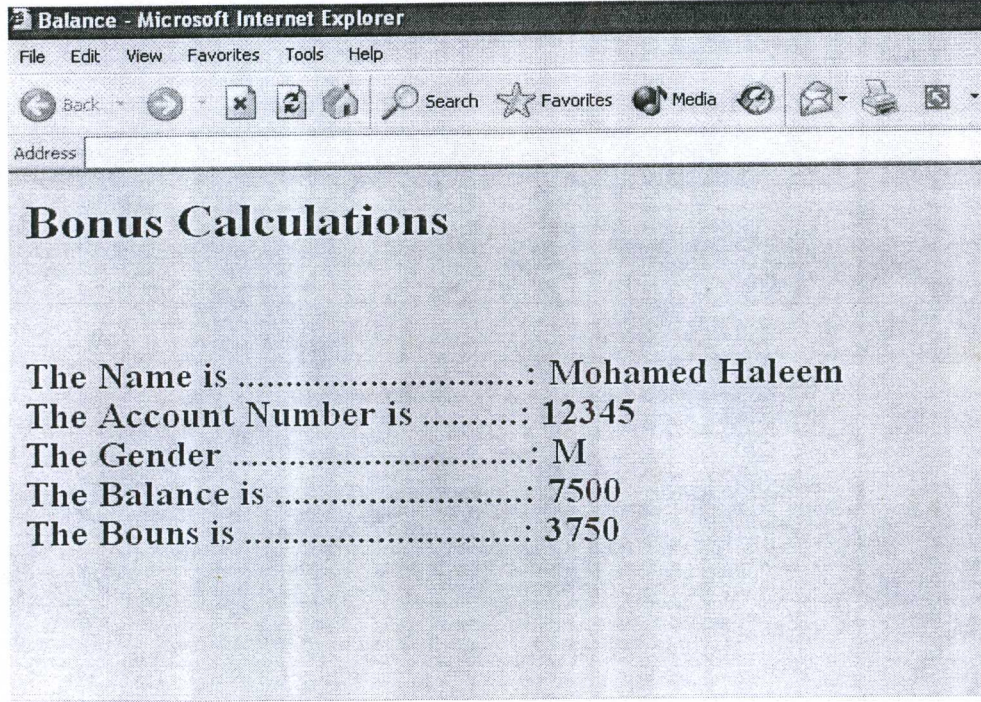 Balance - Microsoft Internet Explorer
File Edit View Favorites Tools Help
Back Search Favorites Media
Address
Bonus Calculations
The Name is ..............................: Mohamed Haleem
The Account Number is ..........: 12345
The Gender ...............................: M
The Balance is ..........................: 7500
The Bouns is .............................: 3750